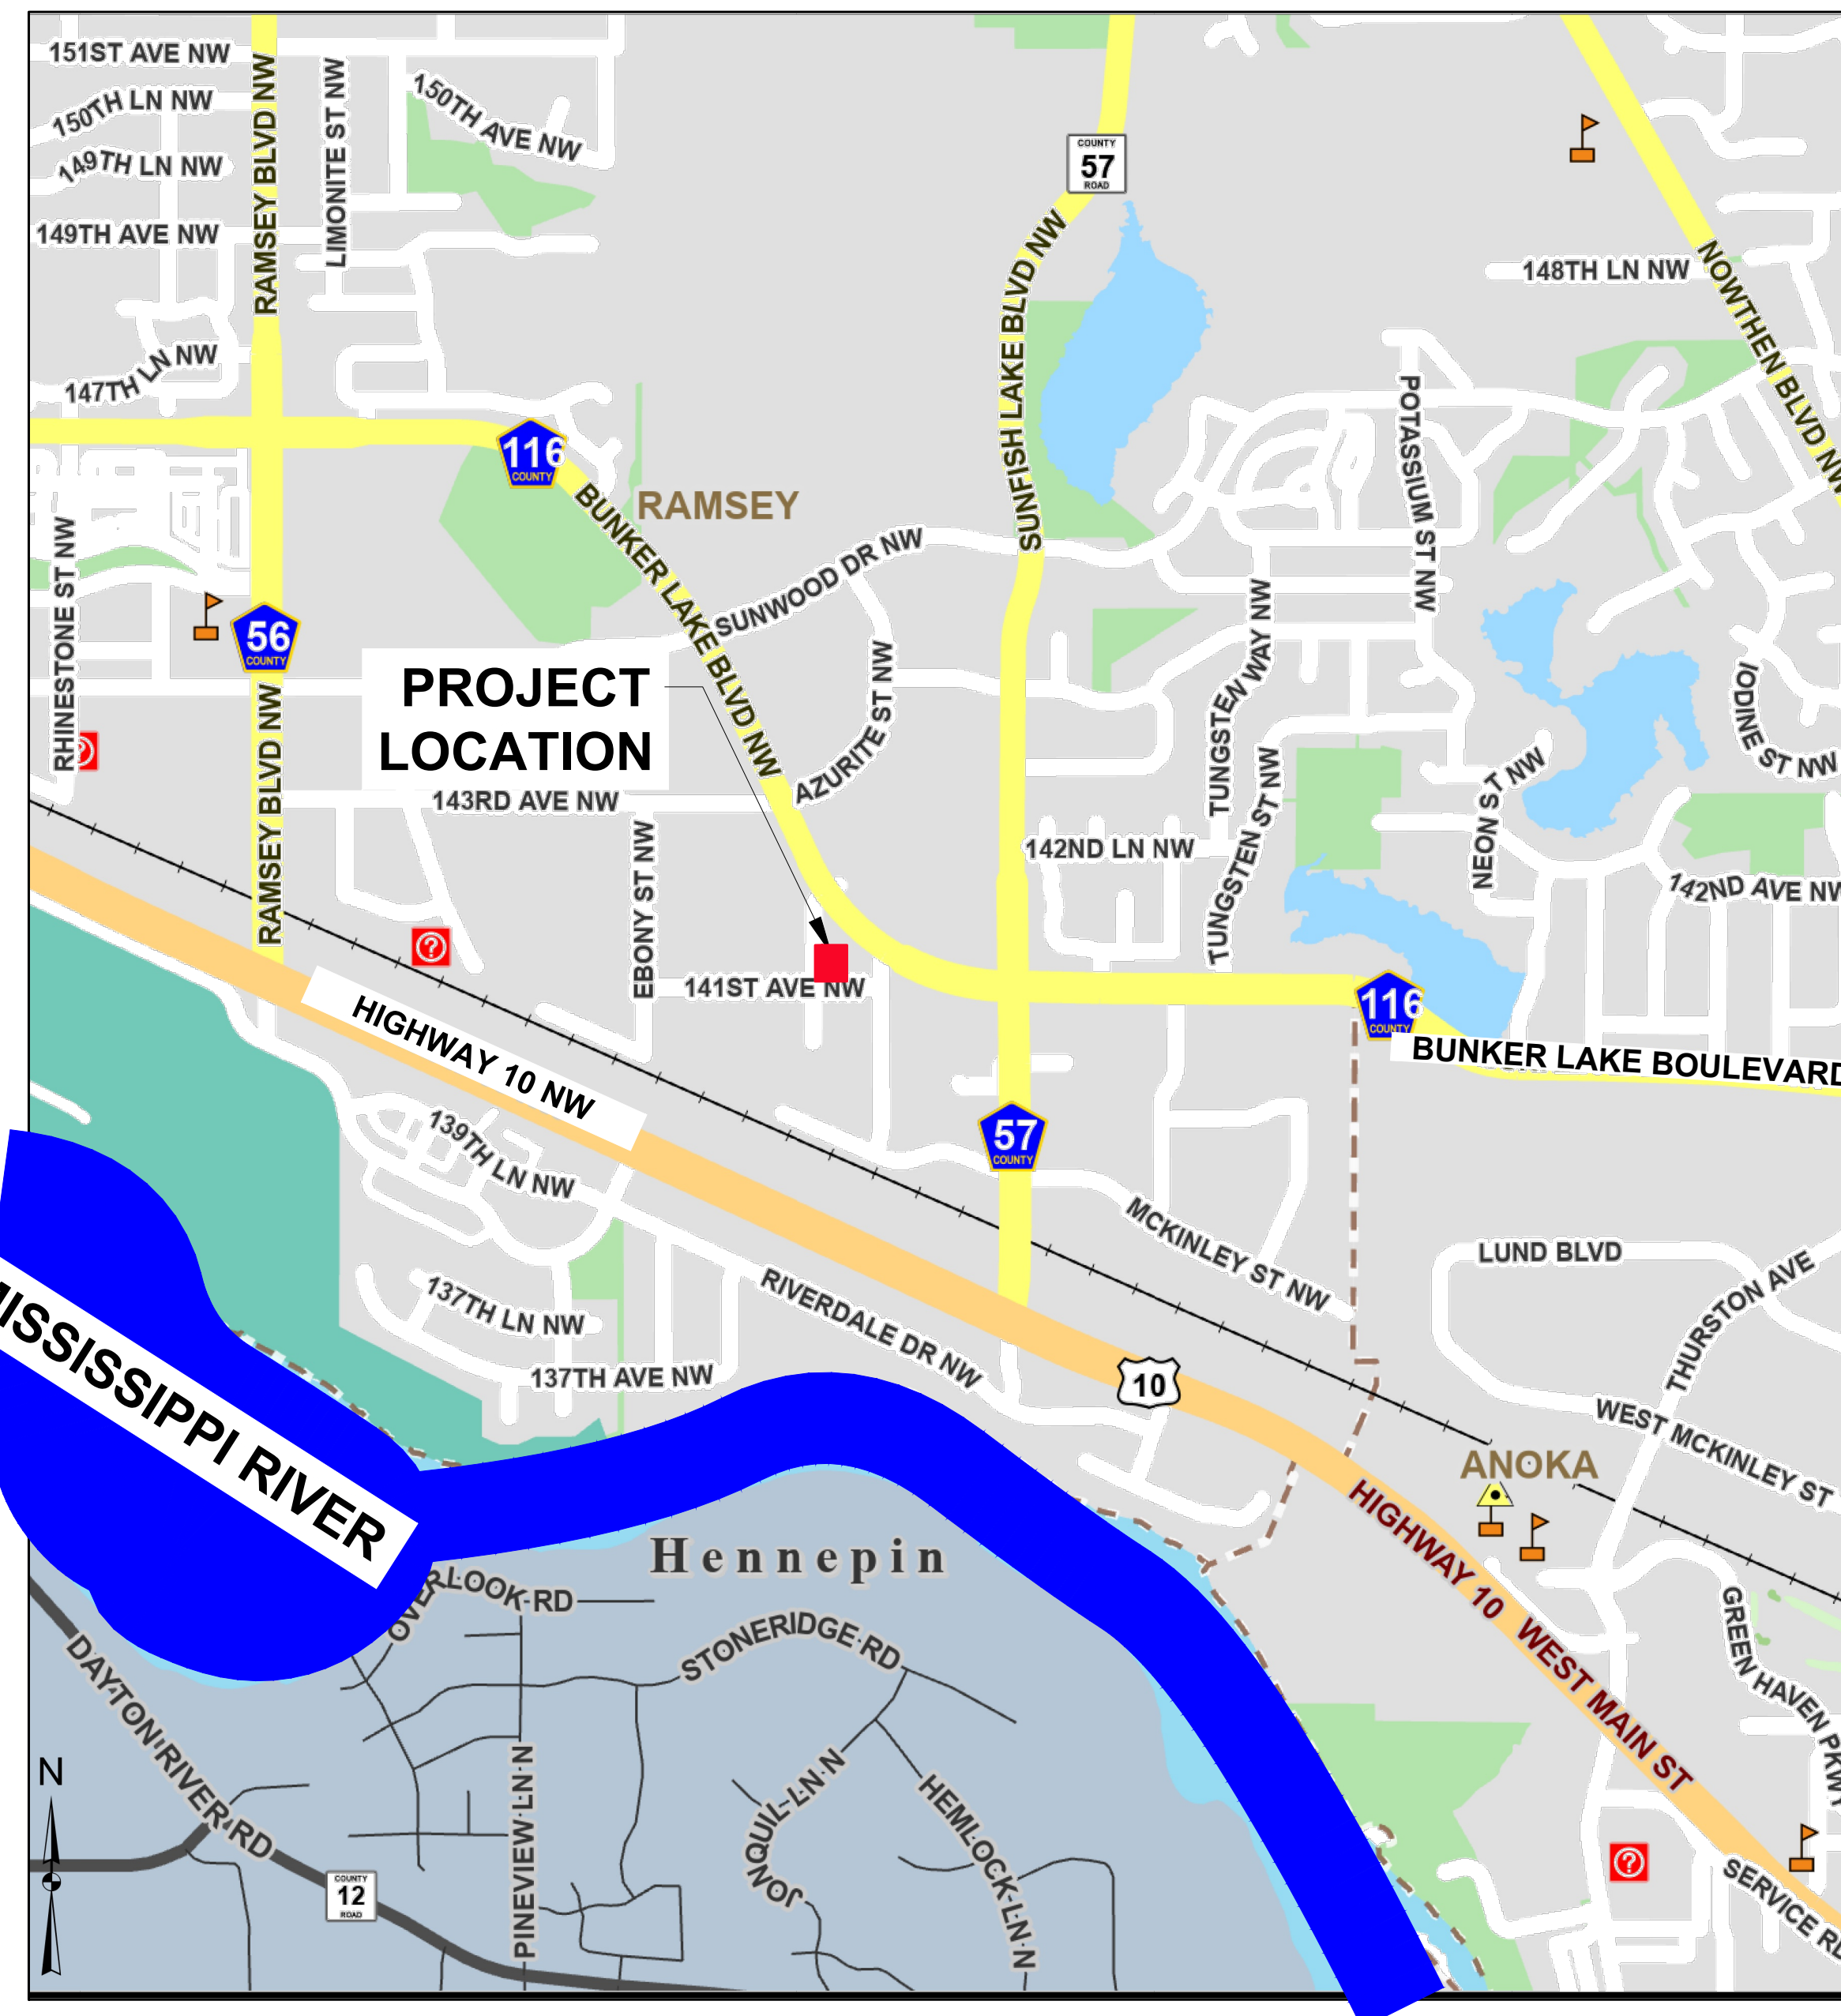 151ST AVE NW
150TH LN NW
149TH LN NW
149TH AVE NW
147TH LN NW
RAMSEY BLVD NW
LIMONITE ST NW
150TH AVE NW
COUNTY
57
ROAD
SUNFISH LAKE BLVD NW
148TH LN NW
NOWTHEN BLVD NW
POTASSIUM ST NW
116
COUNTY
RAMSEY
BUNKER LAKE BLVD NW
SUNWOOD DR NW
RHINESTONE ST NW
56
COUNTY
RAMSEY BLVD NW
PROJECT
LOCATION
AZURITE ST NW
TUNGSTEN WAY NW
TUNGSTEN ST NW
IODINE ST NW
NEON ST NW
143RD AVE NW
EBONY ST NW
142ND LN NW
142ND AVE NW
141ST AVE NW
116
COUNTY
BUNKER LAKE BOULEVARD
HIGHWAY 10 NW
57
COUNTY
139TH LN NW
MCKINLEY ST NW
LUND BLVD
THURSTON AVE
137TH LN NW
RIVERDALE DR NW
137TH AVE NW
10
WEST MCKINLEY ST
ANOKA
MISSISSIPPI RIVER
HIGHWAY 10
WEST MAIN ST
Hennepin
OVERLOOK RD
STONERIDGE RD
GREEN HAVEN PKWY
DAYTON RIVER RD
PINEVIEW LN N
JONQUIL LN N
HEMLOCK LN N
N
COUNTY
12
ROAD
SERVICE RD